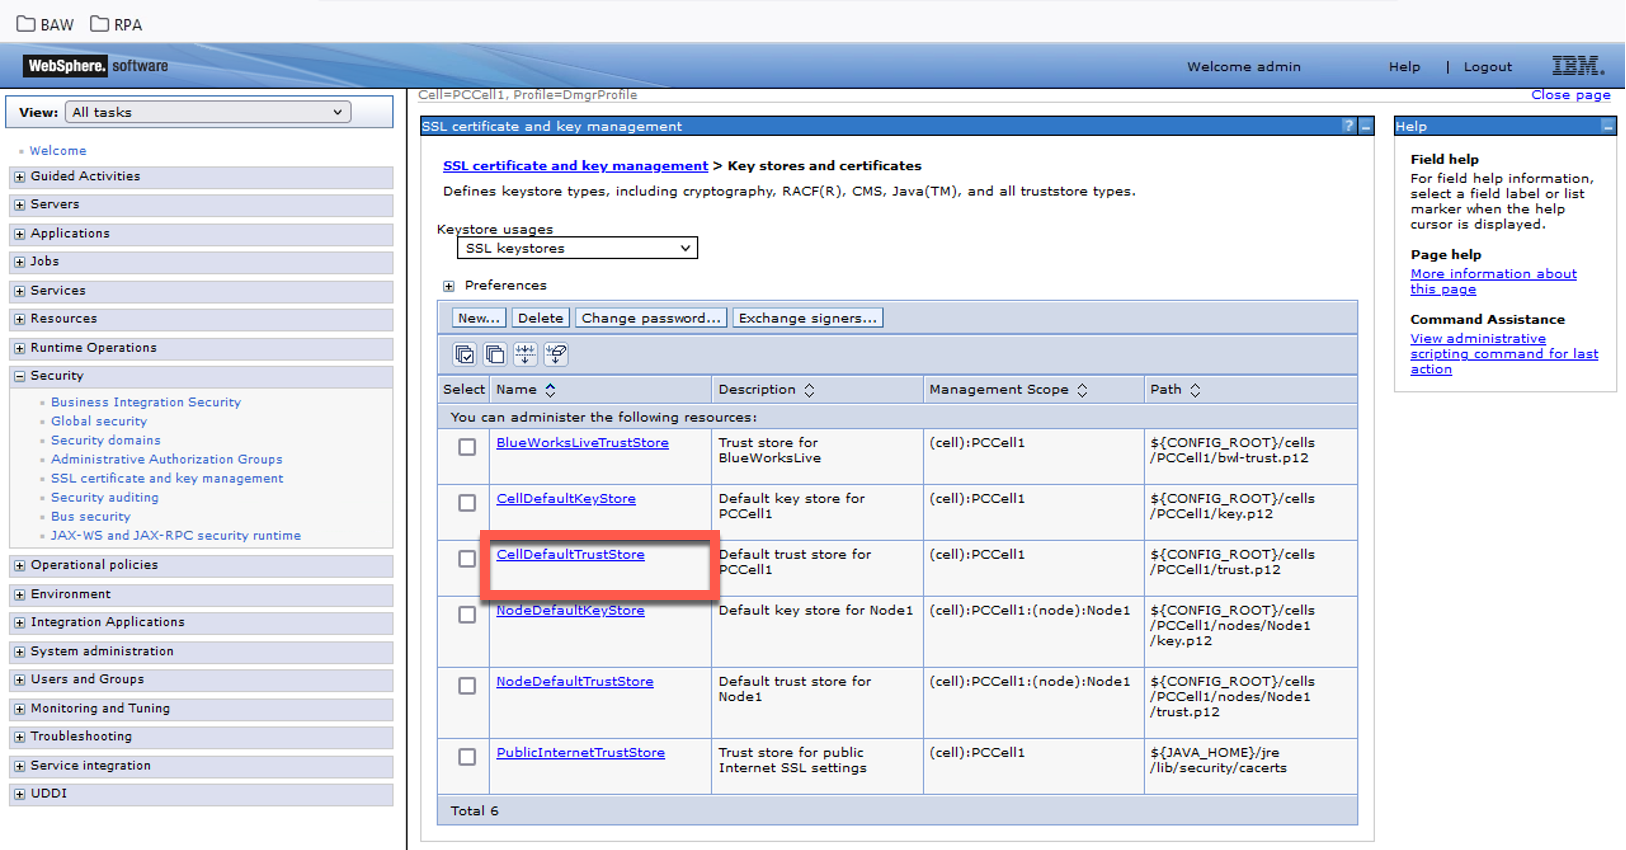 BAW RPA
WebSphere. software
Welcome admin Help | Logout IBM.
View: All tasks
Welcome
Guided Activities
Servers
Applications
Jobs
Services
Resources
Runtime Operations
Security
Business Integration Security
Global security
Security domains
Administrative Authorization Groups
SSL certificate and key management
Security auditing
Bus security
JAX-WS and JAX-RPC security runtime
Operational policies
Environment
Integration Applications
System administration
Users and Groups
Monitoring and Tuning
Troubleshooting
Service integration
UDDI
Cell=PCCell1, Profile=DmgrProfile
Close page
SSL certificate and key management ? -
SSL certificate and key management > Key stores and certificates
Defines keystore types, including cryptography, RACF(R), CMS, Java(TM), and all truststore types.
Keystore usages
SSL keystores
Preferences
New... Delete Change password... Exchange signers...
Select Name Description Management Scope Path
You can administer the following resources:
BlueWorksLiveTrustStore Trust store for (cell):PCCell1 ${CONFIG_ROOT}/cells
BlueWorksLive /PCCell1/bwl-trust.p12
CellDefaultKeyStore Default key store for (cell):PCCell1 ${CONFIG_ROOT}/cells
PCCell1 /PCCell1/key.p12
CellDefaultTrustStore Default trust store for (cell):PCCell1 ${CONFIG_ROOT}/cells
PCCell1 /PCCell1/trust.p12
NodeDefaultKeyStore Default key store for Node1 (cell):PCCell1:(node):Node1 ${CONFIG_ROOT}/cells
/PCCell1/nodes/Node1
/key.p12
NodeDefaultTrustStore Default trust store for (cell):PCCell1:(node):Node1 ${CONFIG_ROOT}/cells
Node1 /PCCell1/nodes/Node1
/trust.p12
PublicInternetTrustStore Trust store for public (cell):PCCell1 ${JAVA_HOME}/jre
Internet SSL settings /lib/security/cacerts
Total 6
Help -
Field help
For field help information,
select a field label or list
marker when the help
cursor is displayed.
Page help
More information about
this page
Command Assistance
View administrative
scripting command for last
action